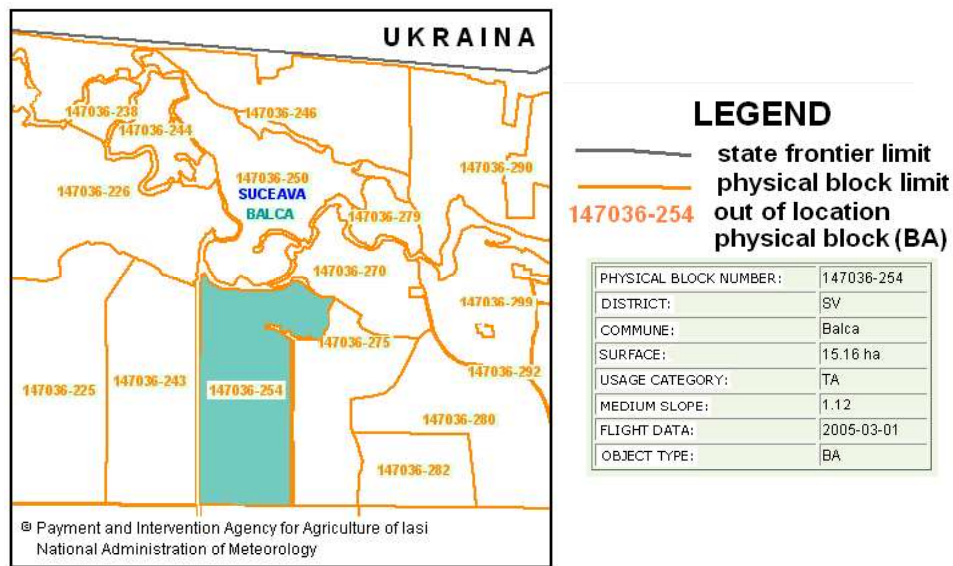 UKRAINA
147036-238
147036-244
147036-246
147036-290
147036-226
147036-250
SUCEAVA
BALCA
147036-279
147036-270
147036-299
147036-275
147036-292
147036-225
147036-243
147036-254
147036-280
147036-282
© Payment and Intervention Agency for Agriculture of Iasi
National Administration of Meteorology
LEGEND
state frontier limit
physical block limit
147036-254 out of location
physical block (BA)
PHYSICAL BLOCK NUMBER: 147036-254
DISTRICT: SV
COMMUNE: Balca
SURFACE: 15.16 ha
USAGE CATEGORY: TA
MEDIUM SLOPE: 1.12
FLIGHT DATA: 2005-03-01
OBJECT TYPE: BA